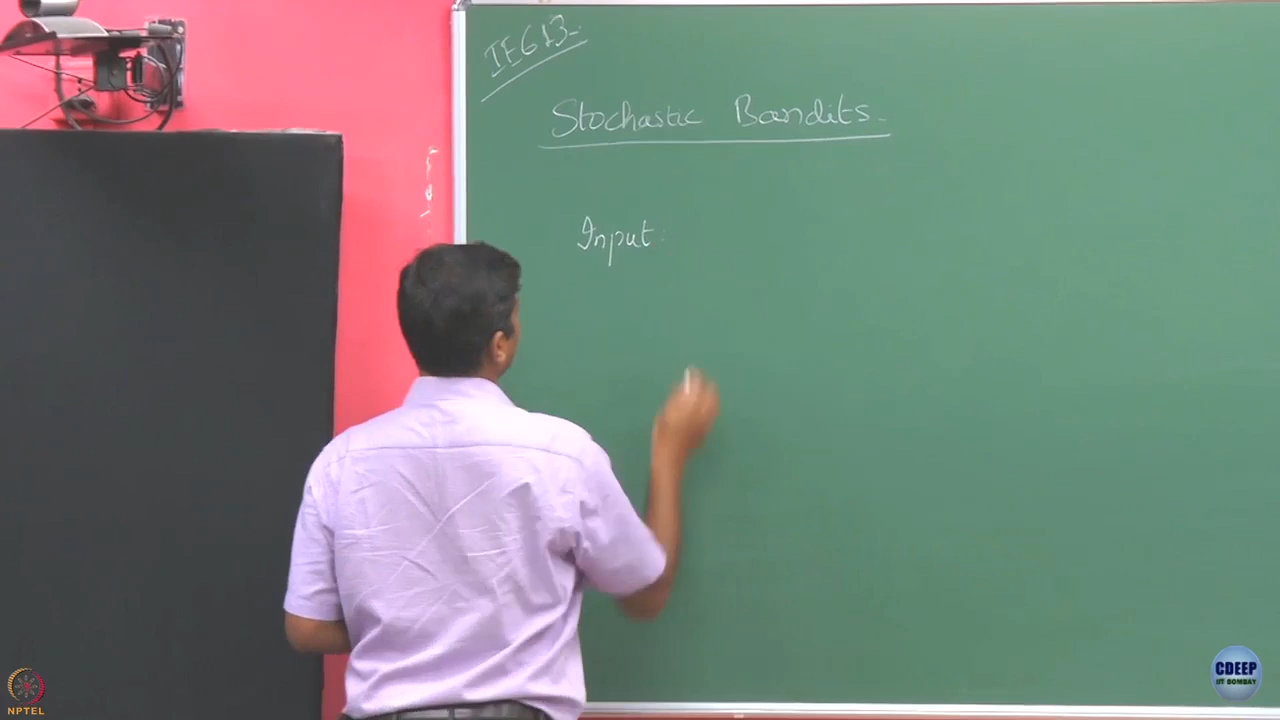 IE613
Stochastic Bandits.
Input:
NPTEL
CDEEP
IIT BOMBAY